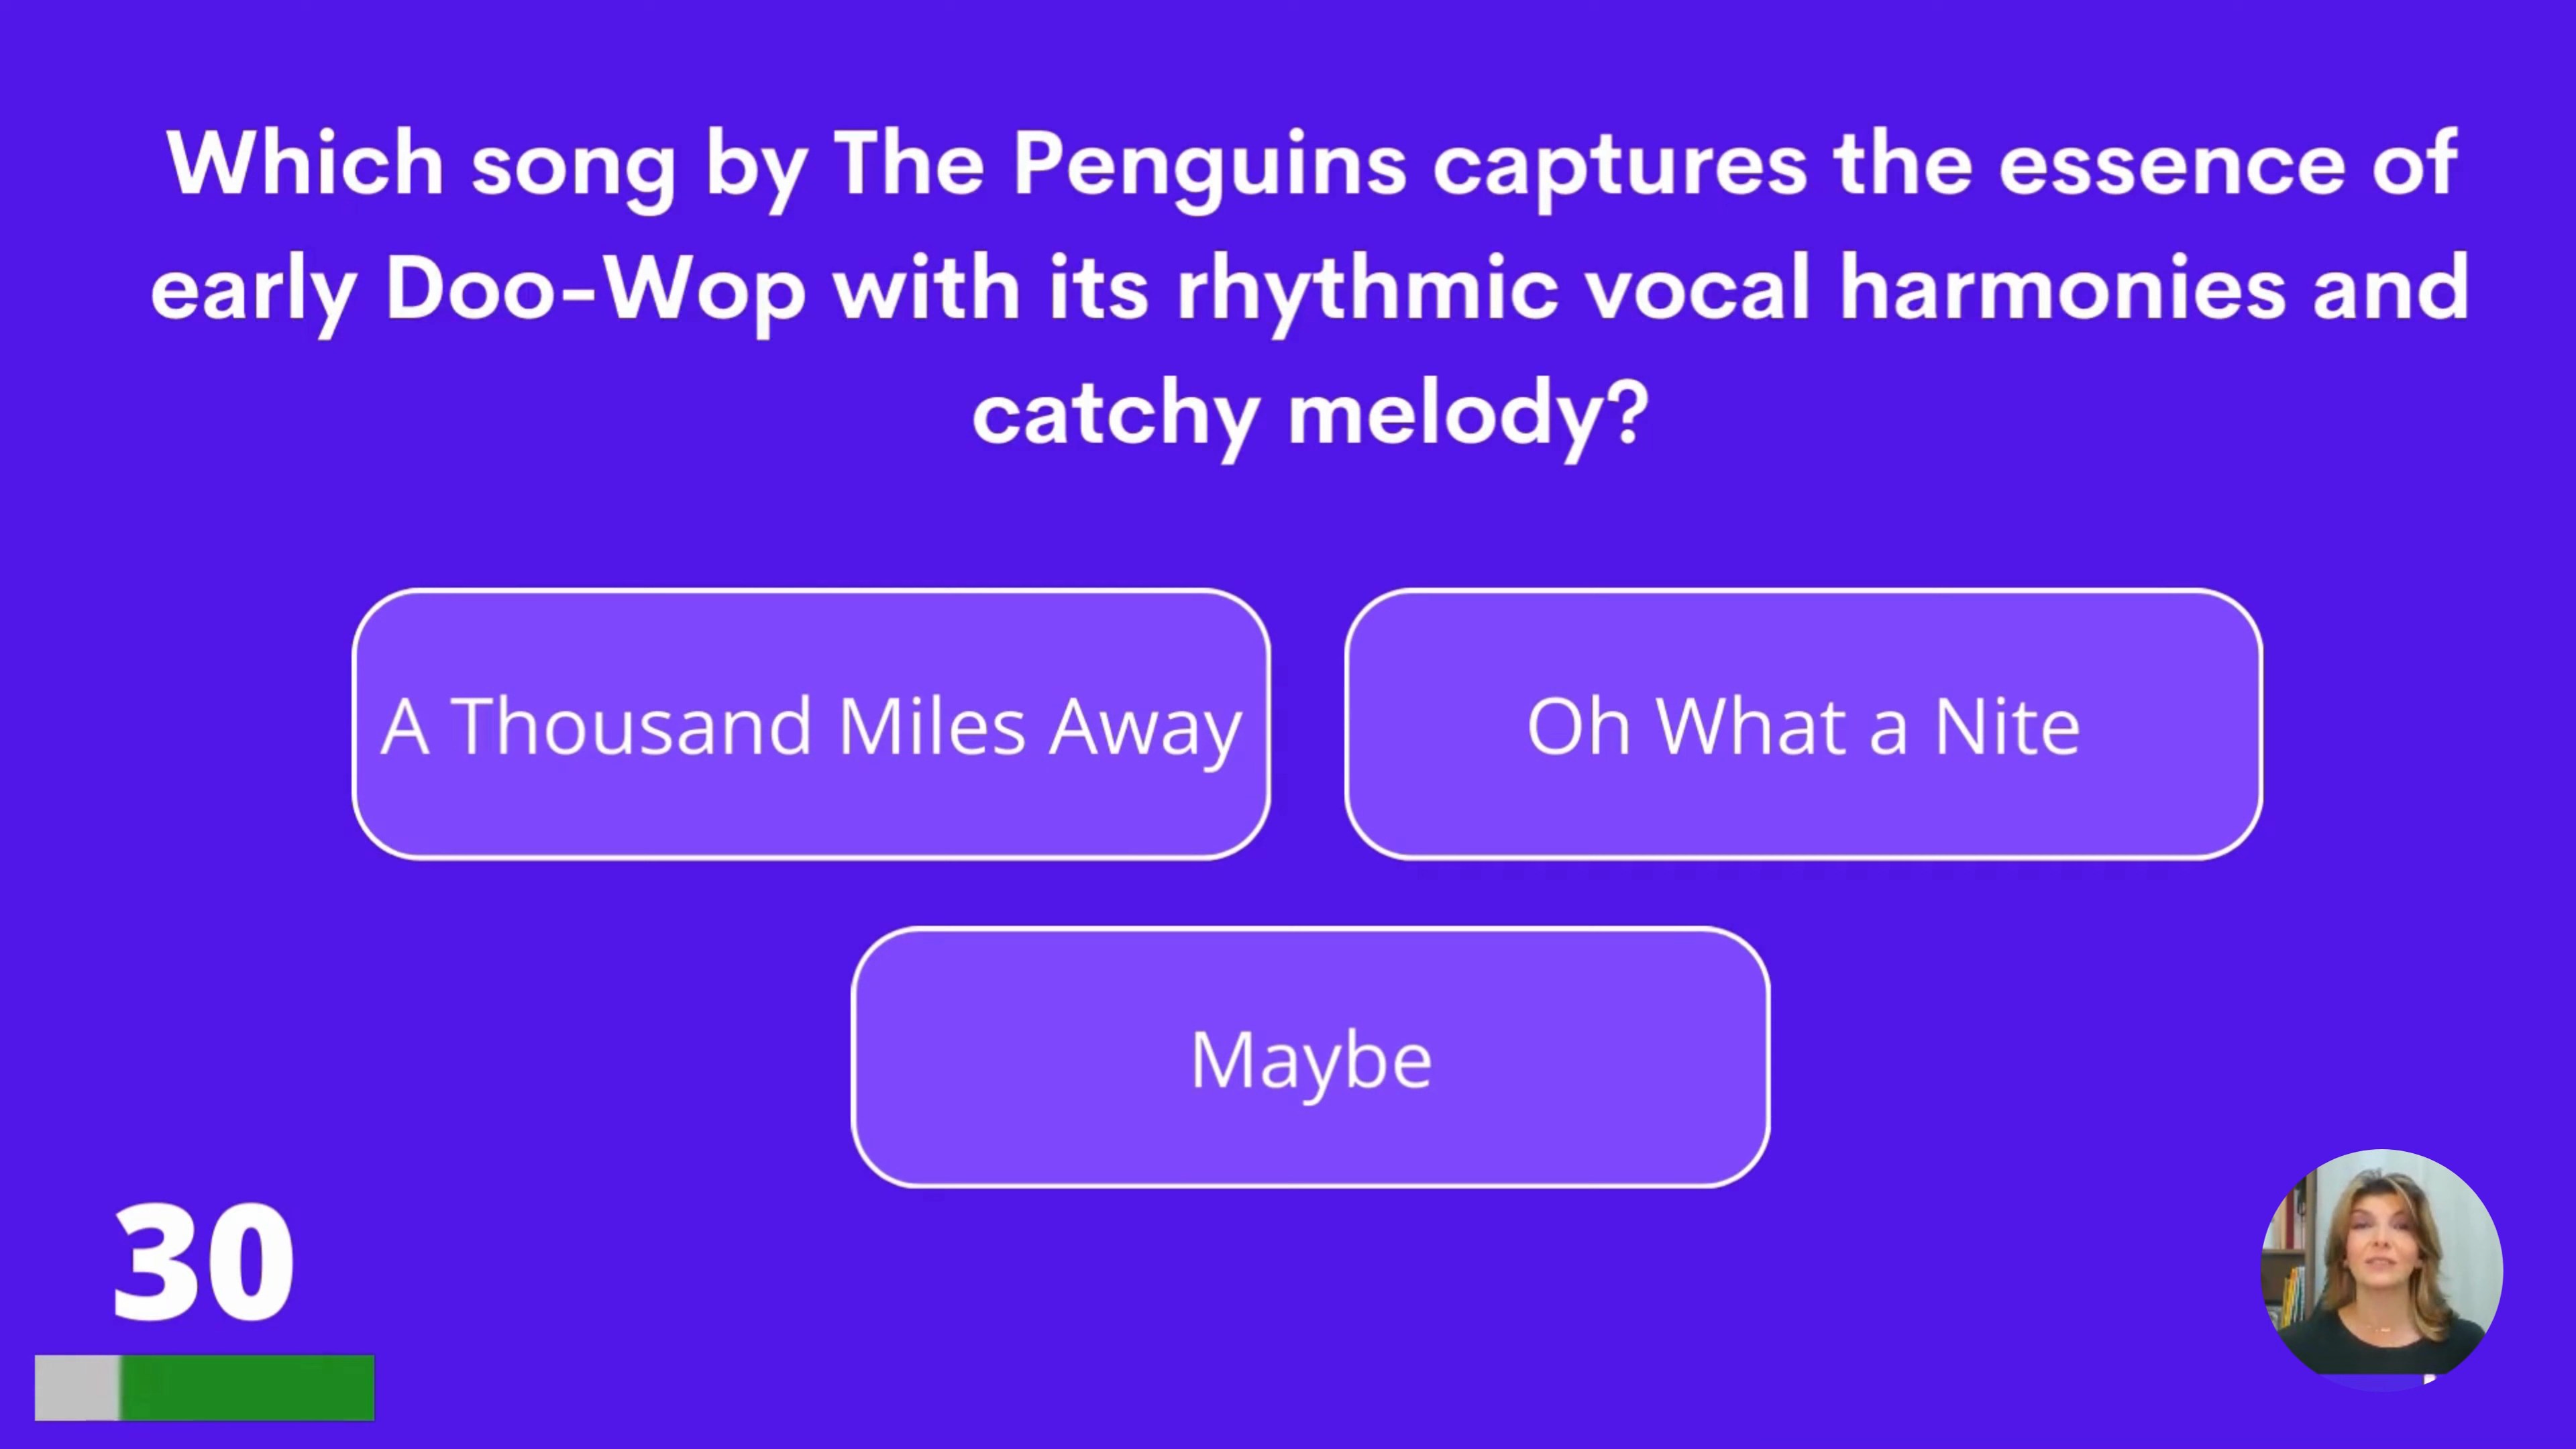 Which song by The Penguins captures the essence of
early Doo-Wop with its rhythmic vocal harmonies and
catchy melody?
A Thousand Miles Away
Oh What a Nite
Maybe
30